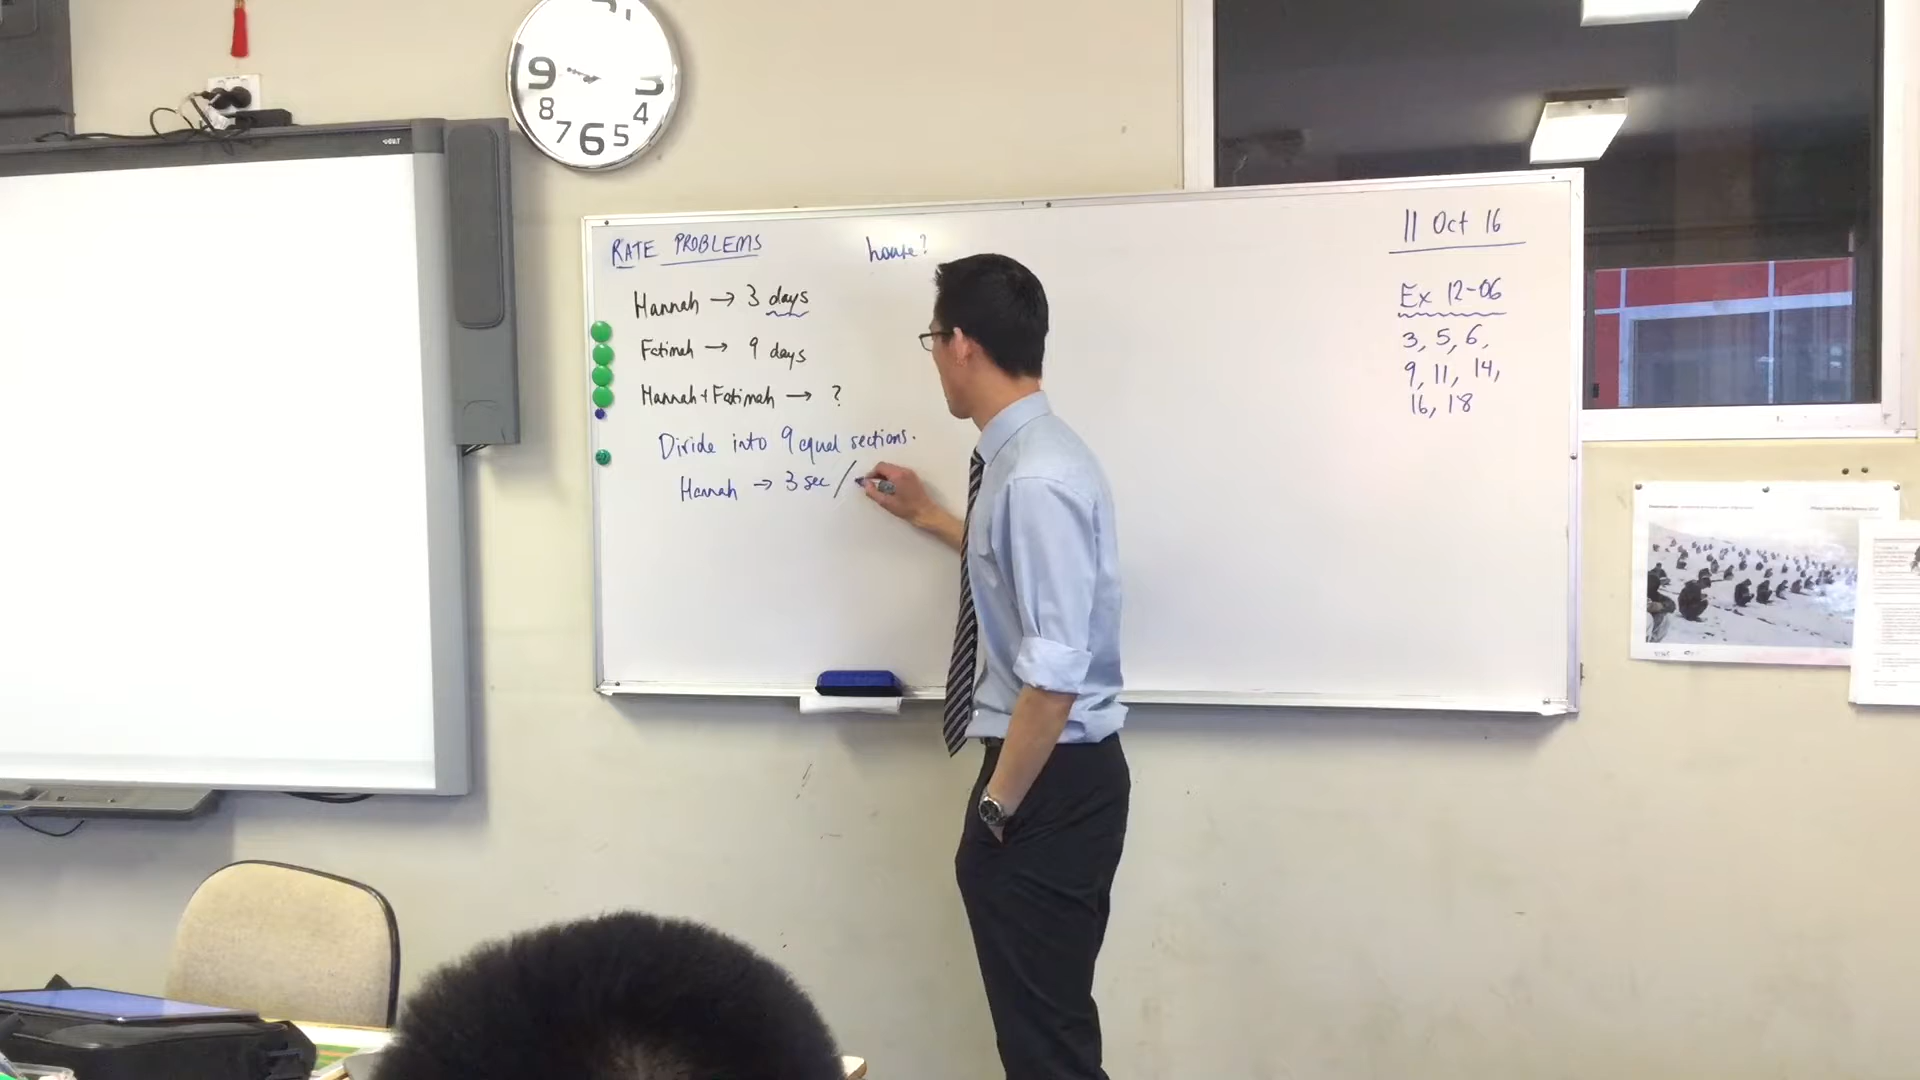 RATE PROBLEMS
house?
Hannah → 3 days
Fatimah → 9 days
Hannah + Fatimah → ?
Divide into 9 equal sections.
Hannah → 3 sec /
11 Oct 16
Ex 12-06
3, 5, 6,
9, 11, 14,
16, 18
9
3
8
4
7
6
5